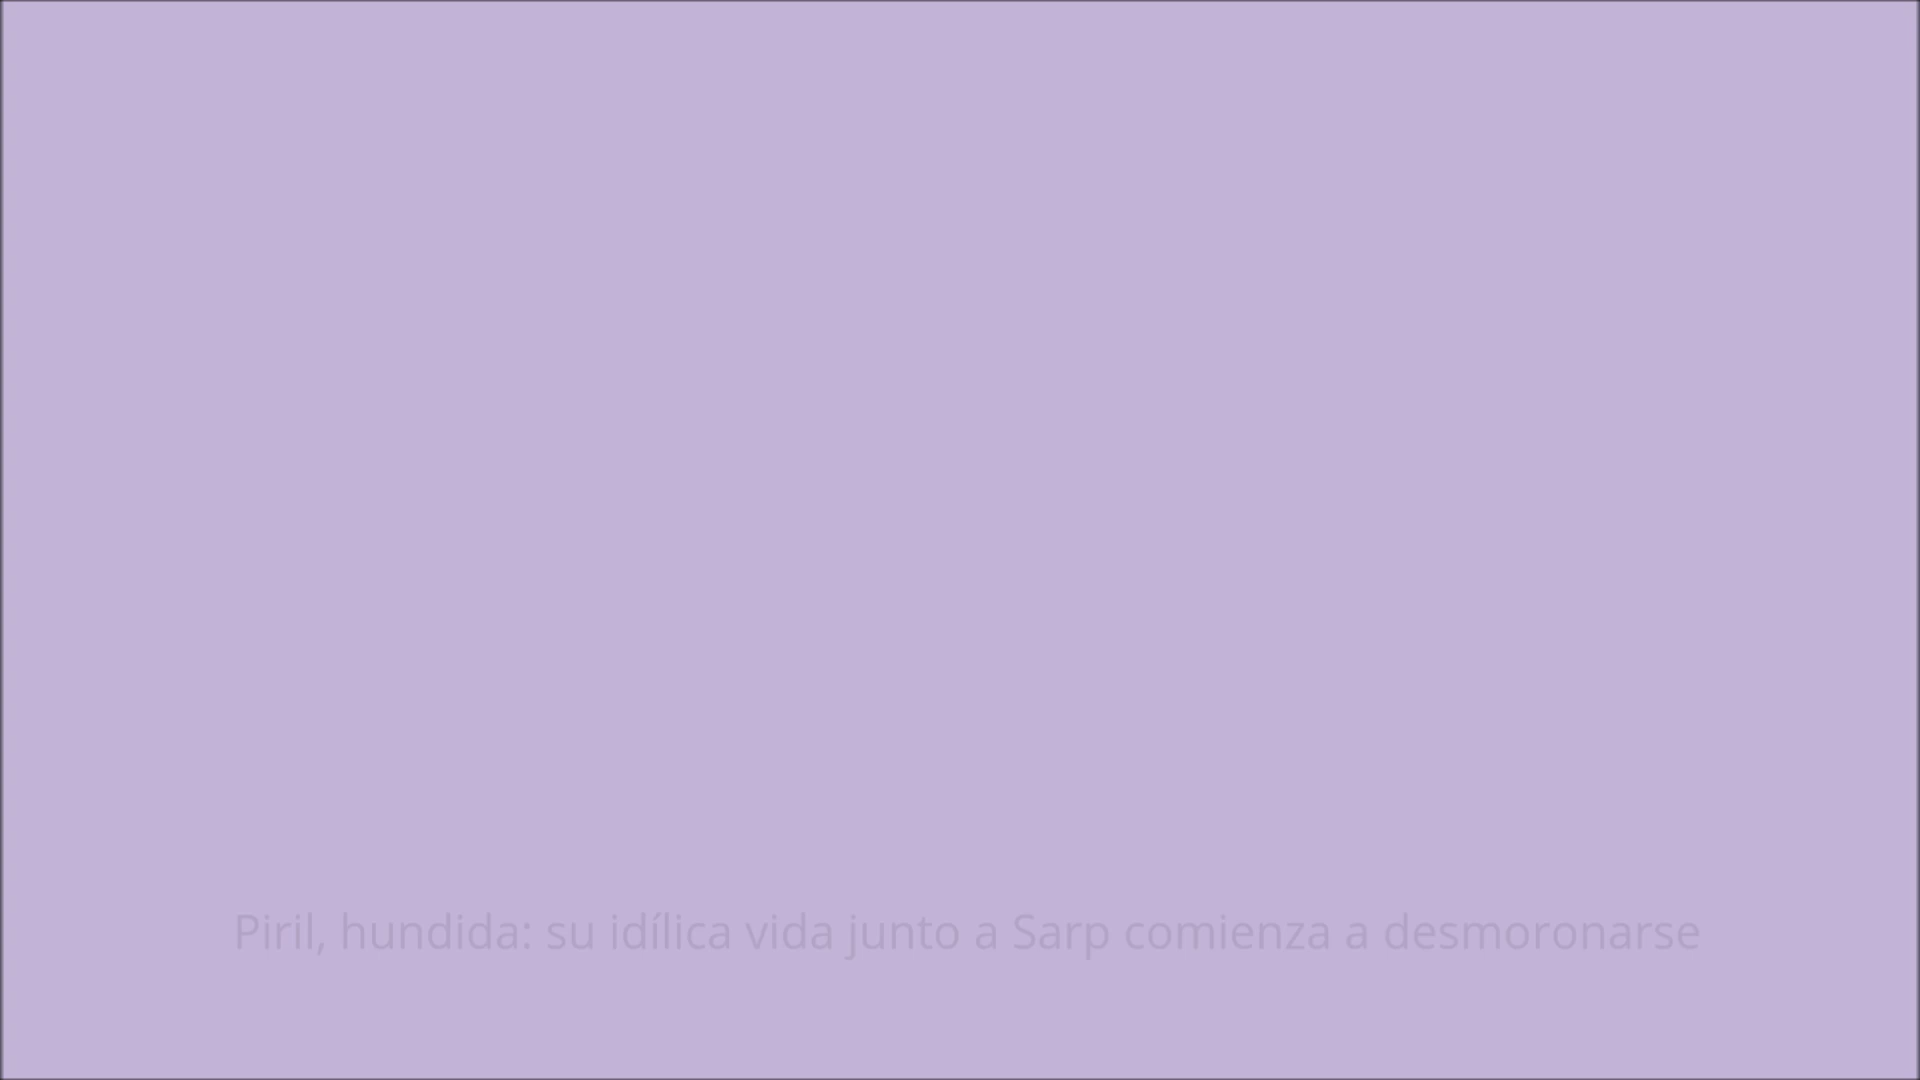 Piril, hundida: su idílica vida junto a Sarp comienza a desmoronarse